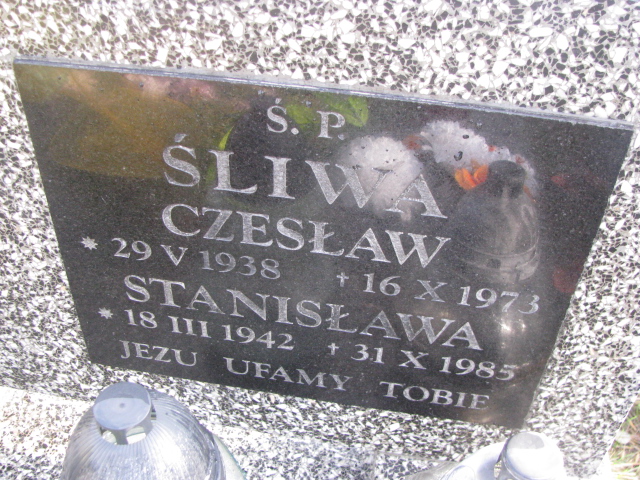 Ś. P.
ŚLIWA
CZESŁAW
* 29 V 1938 † 16 X 1973
STANISŁAWA
* 18 III 1942 † 31 X 1985
JEZU UFAMY TOBIE